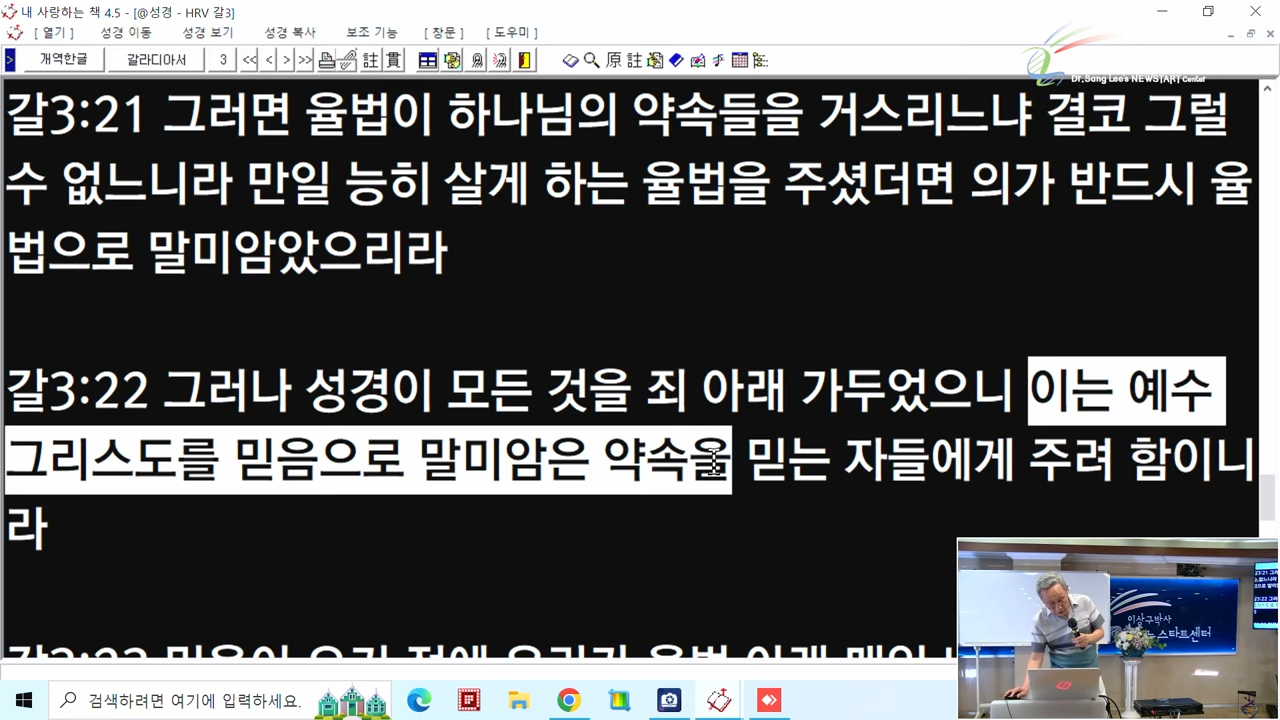 내 사랑하는 책 4.5 - [@성경 - HRV 갈3]
[ 열기 ] 성경 이동 성경 보기 성경 복사 보조 기능 [ 창문 ] [ 도우미 ]
개역한글 갈라디아서 3 << < > >> 註 貫 原 註
Dr.Sang Lee's NEWSTART Center
갈3:21 그러면 율법이 하나님의 약속들을 거스리느냐 결코 그럴
수 없느니라 만일 능히 살게 하는 율법을 주셨더면 의가 반드시 율
법으로 말미암았으리라
갈3:22 그러나 성경이 모든 것을 죄 아래 가두었으니 이는 예수
그리스도를 믿음으로 말미암은 약속을 믿는 자들에게 주려 함이니
라
이상구박사
스타트센터
검색하려면 여기에 입력하세요.